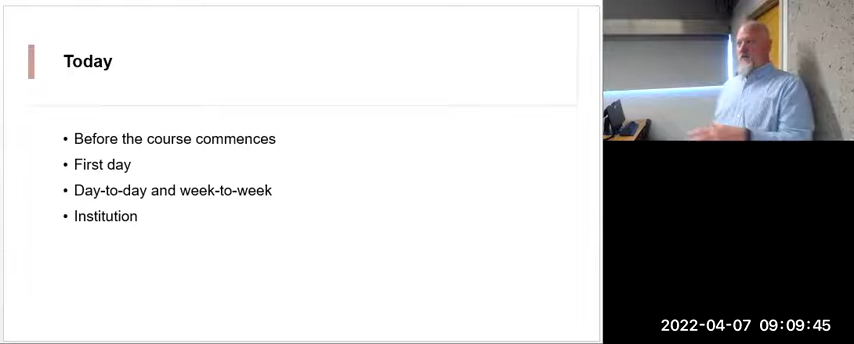 Today
• Before the course commences
• First day
• Day-to-day and week-to-week
• Institution
2022-04-07 09:09:45